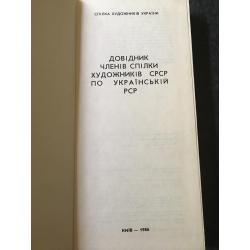 СПІЛКА ХУДОЖНИКІВ УКРАЇНИ
ДОВІДНИК
ЧЛЕНІВ СПІЛКИ
ХУДОЖНИКІВ СРСР
ПО УКРАЇНСЬКІЙ
РСР
КИЇВ — 1986